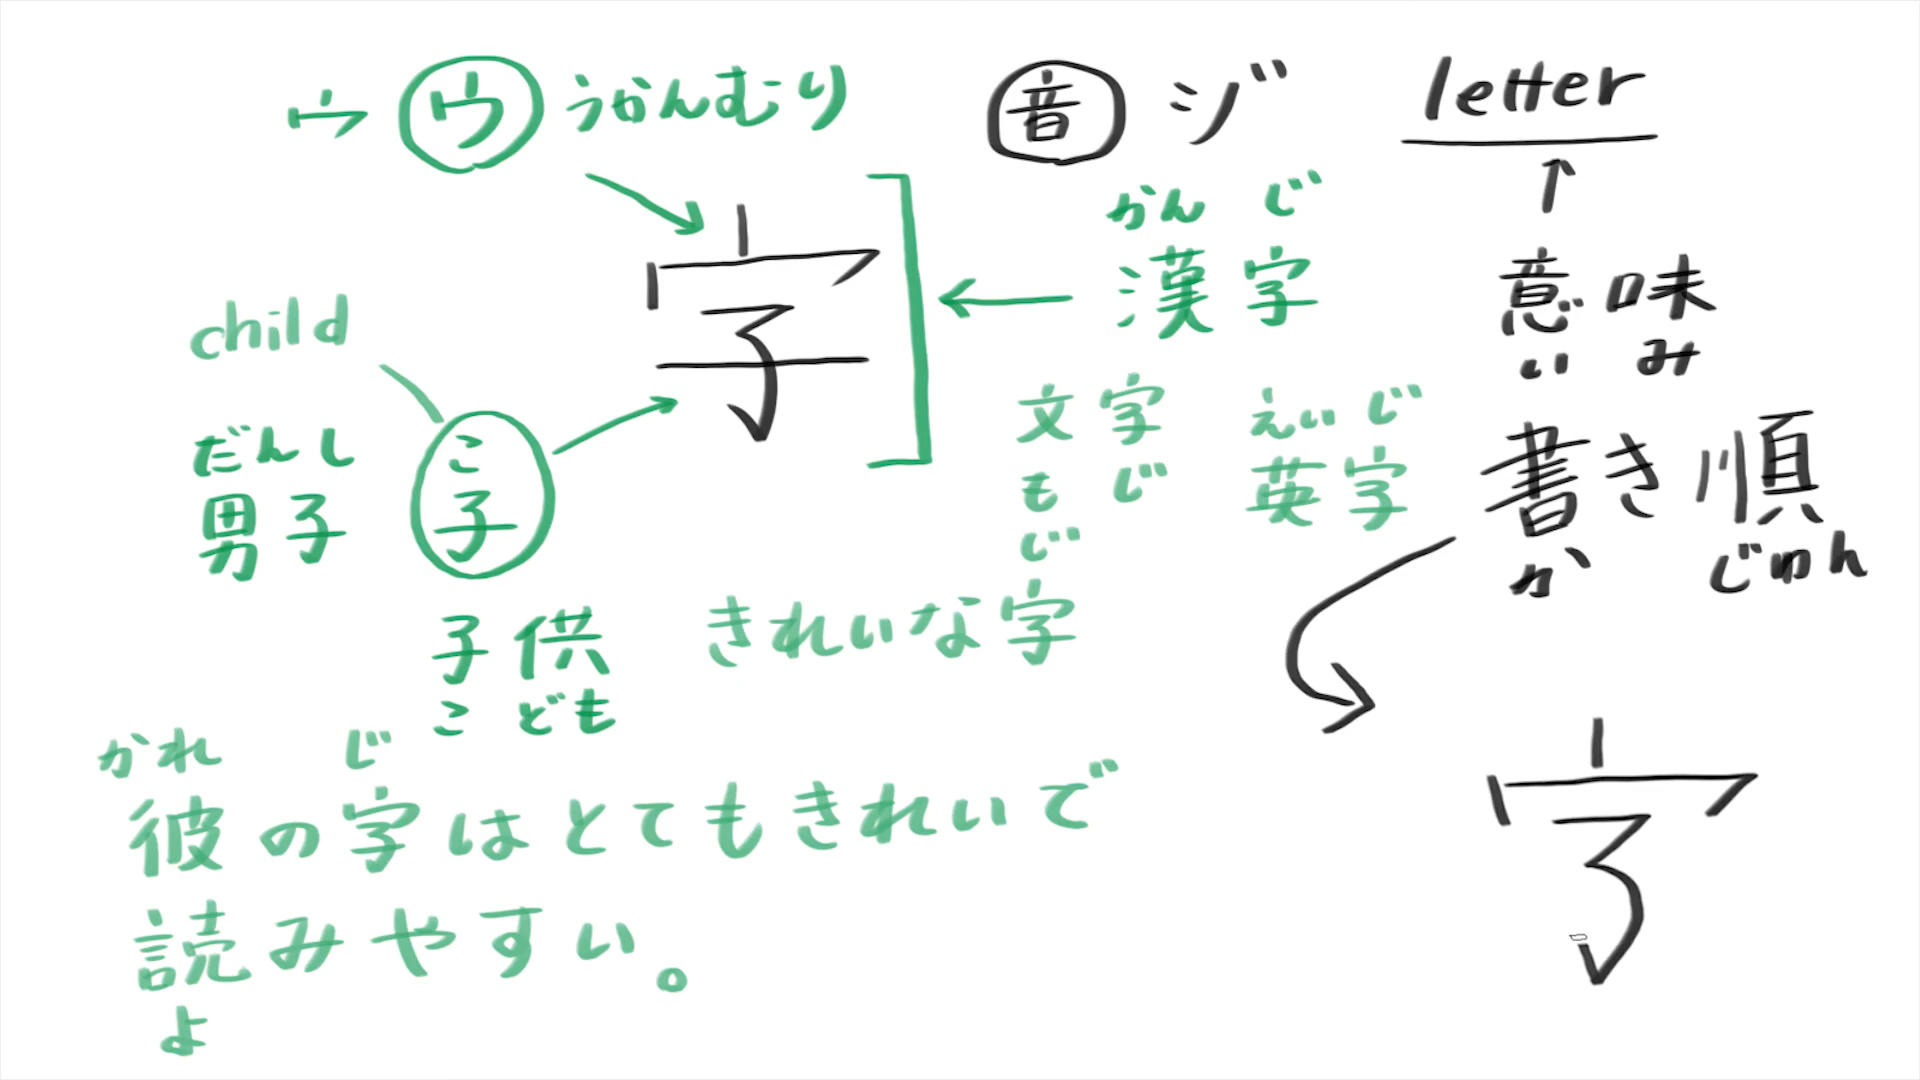 宀 ウ うかんむり
音 ジ
letter
字
かん じ
漢字
意味
い み
child
だんし
男子
こ
子
文字
も じ
えいじ
英字
書き順
か じゅん
じ
きれいな字
子供
こ ども
かれ じ
彼の字はとてもきれいで
読みやすい。
よ
字